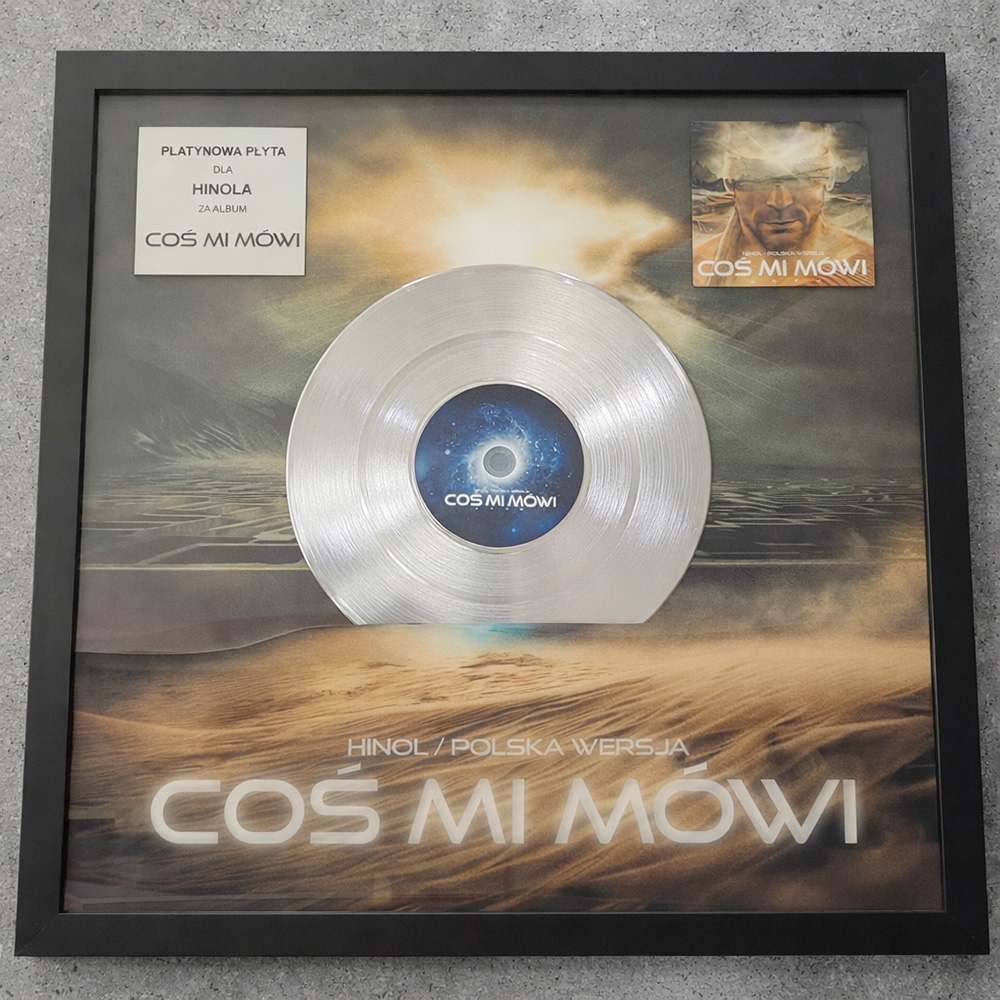 PLATYNOWA PŁYTA
DLA
HINOLA
ZA ALBUM
COŚ MI MÓWI
HINOL / POLSKA WERSJA
COŚ MI MÓWI
COŚ MI MÓWI
HINOL / POLSKA WERSJA
COŚ MI MÓWI